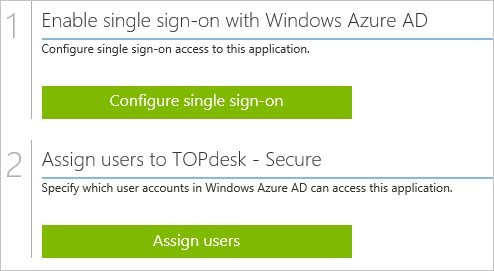 1
Enable single sign-on with Windows Azure AD
Configure single sign-on access to this application.
Configure single sign-on
2
Assign users to TOPdesk - Secure
Specify which user accounts in Windows Azure AD can access this application.
Assign users